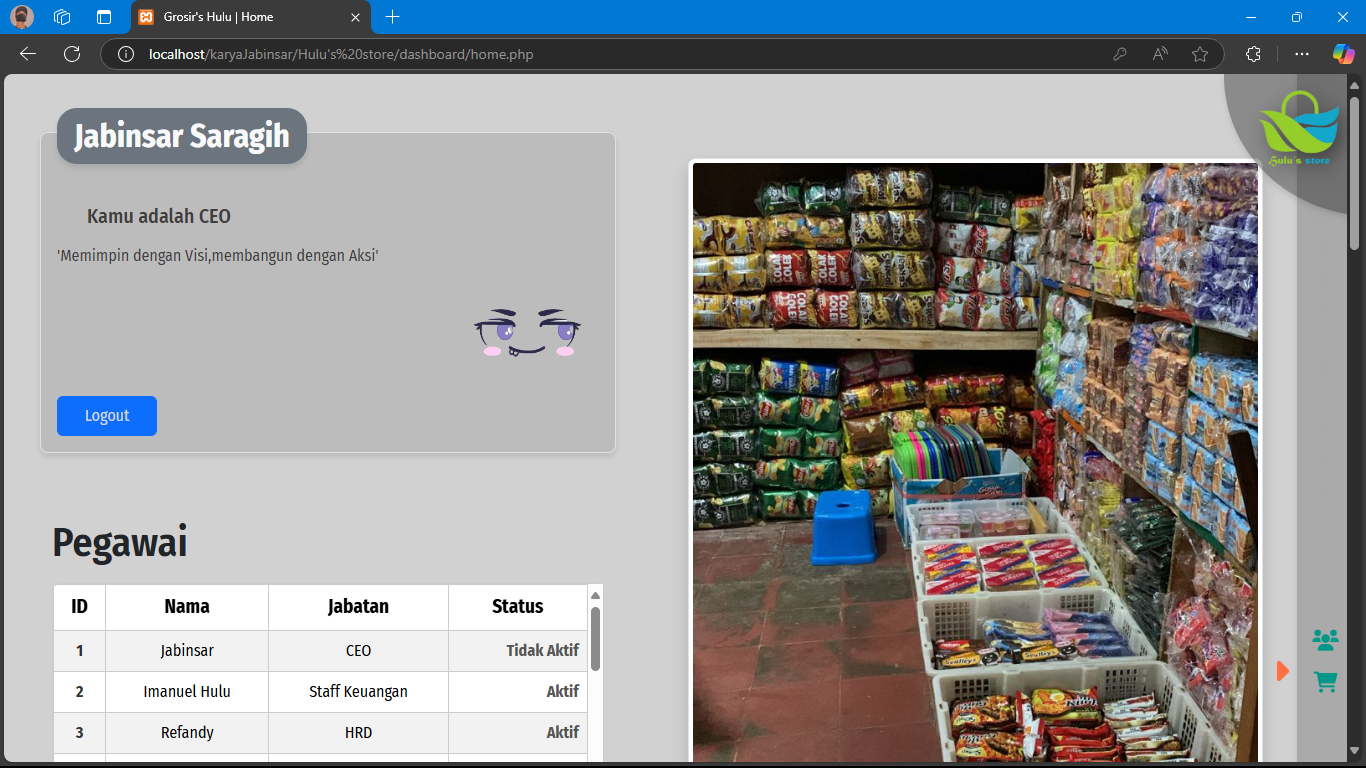 Grosir's Hulu | Home
localhost/karyaJabinsar/Hulu's%20store/dashboard/home.php
Hulu's store
Jabinsar Saragih
Kamu adalah CEO
'Memimpin dengan Visi,membangun dengan Aksi'
Logout
Pegawai
ID Nama Jabatan Status
1 Jabinsar CEO Tidak Aktif
2 Imanuel Hulu Staff Keuangan Aktif
3 Refandy HRD Aktif
COLAK COLEK